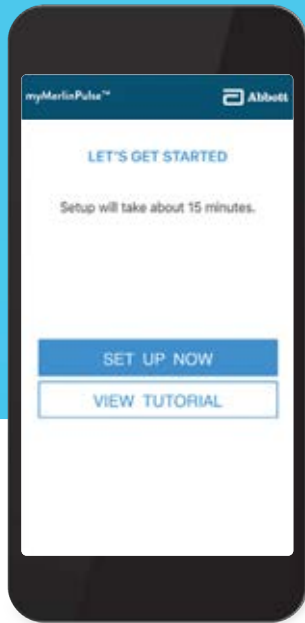 myMerlinPulse™
Abbott
LET'S GET STARTED
Setup will take about 15 minutes.
SET UP NOW
VIEW TUTORIAL